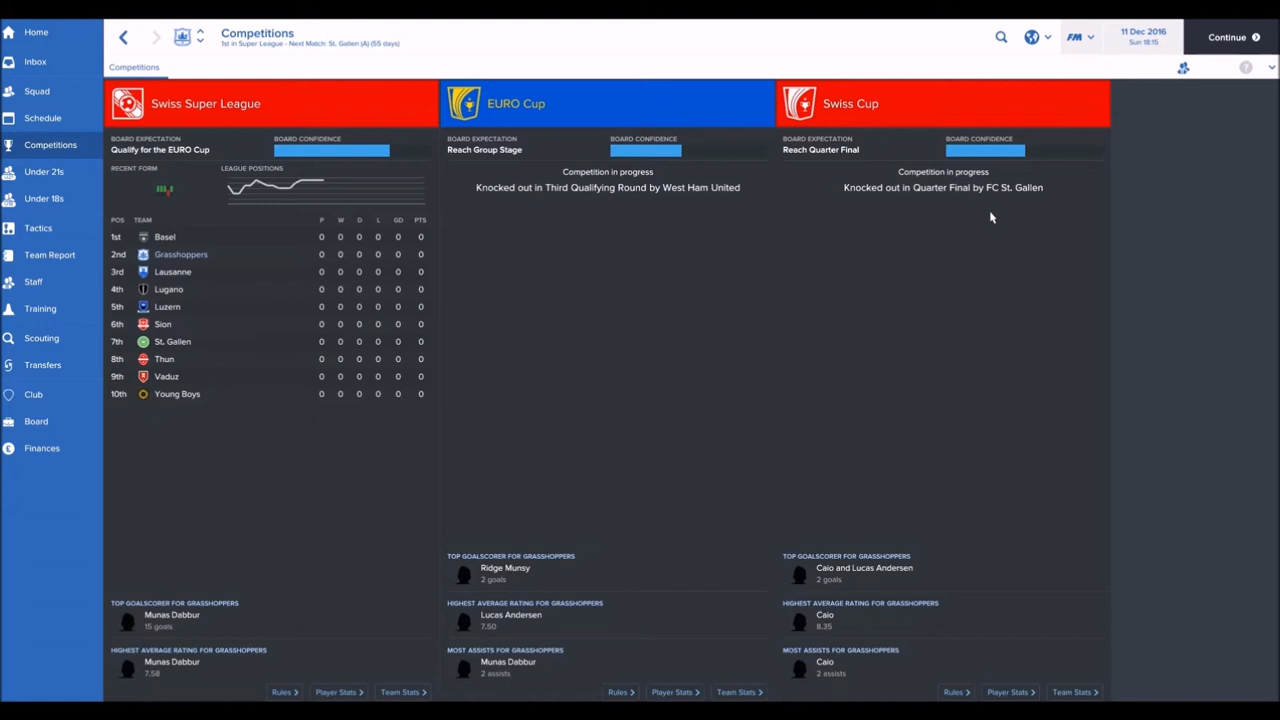 Home
Inbox
Squad
Schedule
Competitions
Under 21s
Under 18s
Tactics
Team Report
Staff
Training
Scouting
Transfers
Club
Board
Finances
Competitions
1st in Super League - Next Match: St. Gallen (A) (55 days)
FM
11 Dec 2016
Sun 18:15
Continue
Competitions
Swiss Super League
BOARD EXPECTATION BOARD CONFIDENCE
Qualify for the EURO Cup
RECENT FORM LEAGUE POSITIONS
POS TEAM P W D L GD PTS
1st Basel 0 0 0 0 0 0
2nd Grasshoppers 0 0 0 0 0 0
3rd Lausanne 0 0 0 0 0 0
4th Lugano 0 0 0 0 0 0
5th Luzern 0 0 0 0 0 0
6th Sion 0 0 0 0 0 0
7th St. Gallen 0 0 0 0 0 0
8th Thun 0 0 0 0 0 0
9th Vaduz 0 0 0 0 0 0
10th Young Boys 0 0 0 0 0 0
TOP GOALSCORER FOR GRASSHOPPERS
Munas Dabbur
15 goals
HIGHEST AVERAGE RATING FOR GRASSHOPPERS
Munas Dabbur
7.58
Rules Player Stats Team Stats
EURO Cup
BOARD EXPECTATION BOARD CONFIDENCE
Reach Group Stage
Competition in progress
Knocked out in Third Qualifying Round by West Ham United
TOP GOALSCORER FOR GRASSHOPPERS
Ridge Munsy
2 goals
HIGHEST AVERAGE RATING FOR GRASSHOPPERS
Lucas Andersen
7.50
MOST ASSISTS FOR GRASSHOPPERS
Munas Dabbur
2 assists
Rules Player Stats Team Stats
Swiss Cup
BOARD EXPECTATION BOARD CONFIDENCE
Reach Quarter Final
Competition in progress
Knocked out in Quarter Final by FC St. Gallen
TOP GOALSCORER FOR GRASSHOPPERS
Caio and Lucas Andersen
2 goals
HIGHEST AVERAGE RATING FOR GRASSHOPPERS
Caio
8.35
MOST ASSISTS FOR GRASSHOPPERS
Caio
2 assists
Rules Player Stats Team Stats